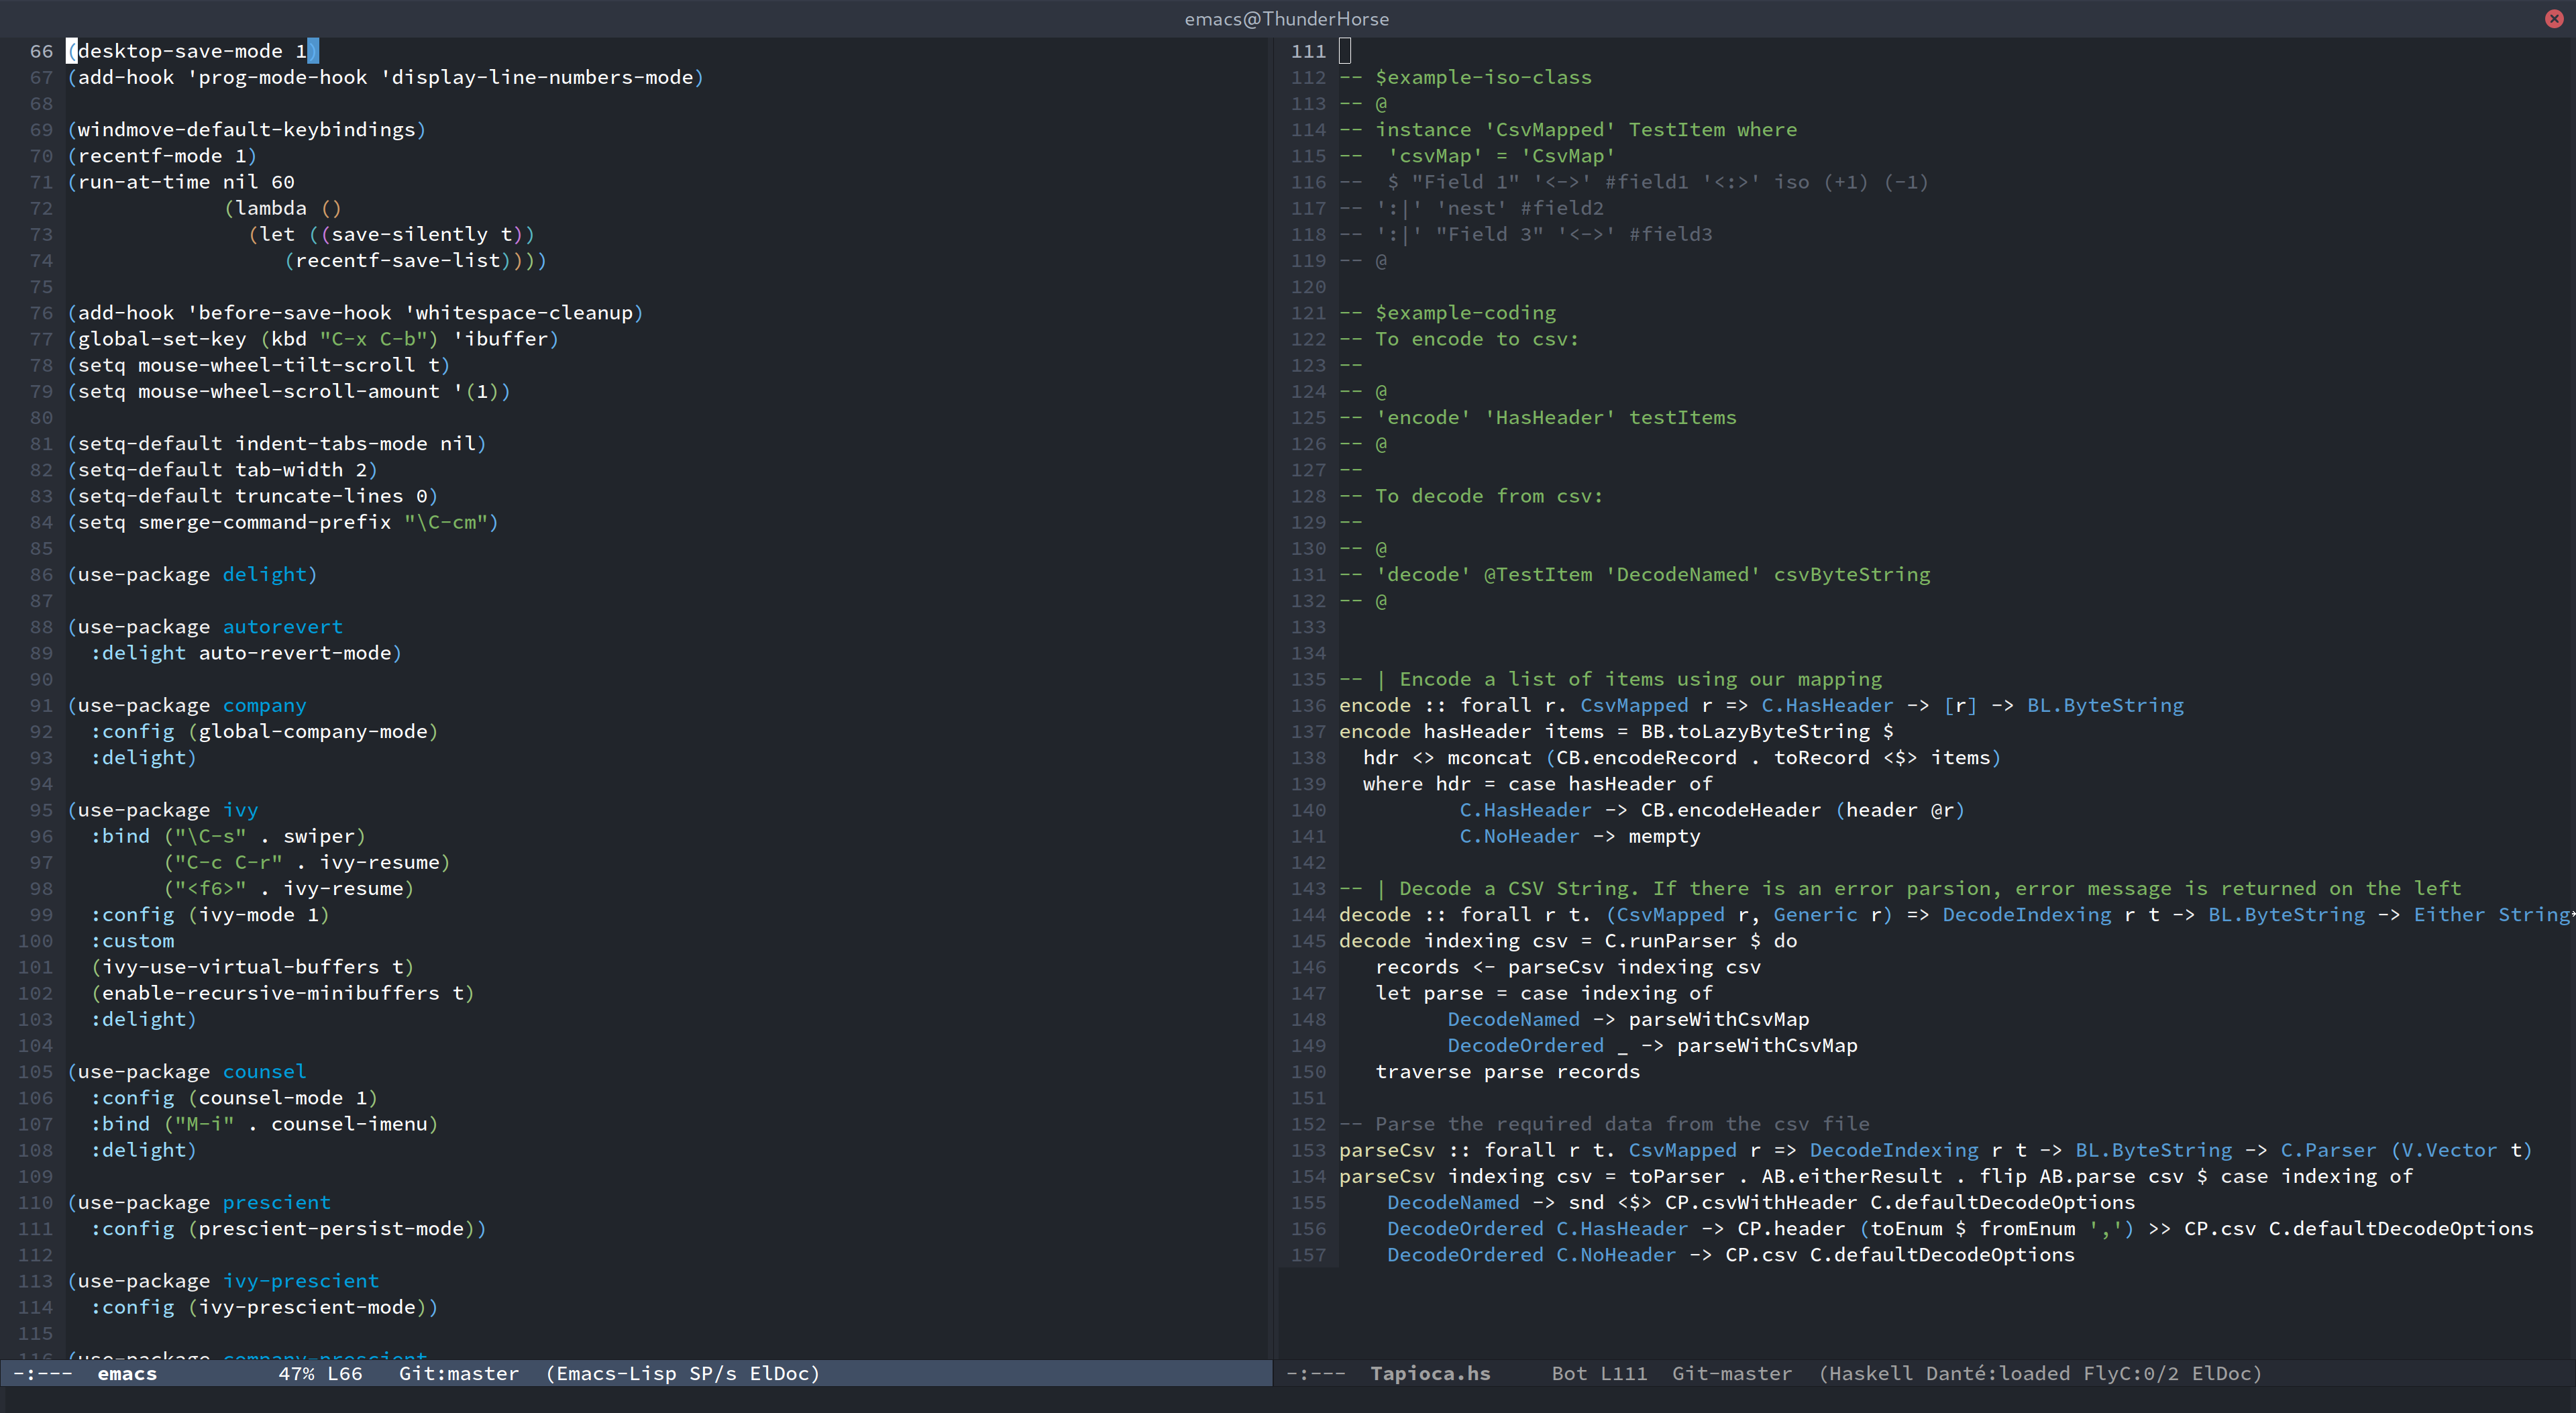 emacs@ThunderHorse
66 (desktop-save-mode 1)
67 (add-hook 'prog-mode-hook 'display-line-numbers-mode)
68
69 (windmove-default-keybindings)
70 (recentf-mode 1)
71 (run-at-time nil 60
72              (lambda ()
73                (let ((save-silently t))
74                   (recentf-save-list))))
75
76 (add-hook 'before-save-hook 'whitespace-cleanup)
77 (global-set-key (kbd "C-x C-b") 'ibuffer)
78 (setq mouse-wheel-tilt-scroll t)
79 (setq mouse-wheel-scroll-amount '(1))
80
81 (setq-default indent-tabs-mode nil)
82 (setq-default tab-width 2)
83 (setq-default truncate-lines 0)
84 (setq smerge-command-prefix "\C-cm")
85
86 (use-package delight)
87
88 (use-package autorevert
89   :delight auto-revert-mode)
90
91 (use-package company
92   :config (global-company-mode)
93   :delight)
94
95 (use-package ivy
96   :bind ("\C-s" . swiper)
97         ("C-c C-r" . ivy-resume)
98         ("<f6>" . ivy-resume)
99   :config (ivy-mode 1)
100   :custom
101   (ivy-use-virtual-buffers t)
102   (enable-recursive-minibuffers t)
103   :delight)
104
105 (use-package counsel
106   :config (counsel-mode 1)
107   :bind ("M-i" . counsel-imenu)
108   :delight)
109
110 (use-package prescient
111   :config (prescient-persist-mode))
112
113 (use-package ivy-prescient
114   :config (ivy-prescient-mode))
115
116 (use-package company-prescient
-:---  emacs          47% L66   Git:master  (Emacs-Lisp SP/s ElDoc)
111
112 -- $example-iso-class
113 -- @
114 -- instance 'CsvMapped' TestItem where
115 --  'csvMap' = 'CsvMap'
116 --  $ "Field 1" '<->' #field1 '<:>' iso (+1) (-1)
117 -- ':|' 'nest' #field2
118 -- ':|' "Field 3" '<->' #field3
119 -- @
120
121 -- $example-coding
122 -- To encode to csv:
123 --
124 -- @
125 -- 'encode' 'HasHeader' testItems
126 -- @
127 --
128 -- To decode from csv:
129 --
130 -- @
131 -- 'decode' @TestItem 'DecodeNamed' csvByteString
132 -- @
133
134
135 -- | Encode a list of items using our mapping
136 encode :: forall r. CsvMapped r => C.HasHeader -> [r] -> BL.ByteString
137 encode hasHeader items = BB.toLazyByteString $
138   hdr <> mconcat (CB.encodeRecord . toRecord <$> items)
139   where hdr = case hasHeader of
140           C.HasHeader -> CB.encodeHeader (header @r)
141           C.NoHeader -> mempty
142
143 -- | Decode a CSV String. If there is an error parsion, error message is returned on the left
144 decode :: forall r t. (CsvMapped r, Generic r) => DecodeIndexing r t -> BL.ByteString -> Either String
145 decode indexing csv = C.runParser $ do
146    records <- parseCsv indexing csv
147    let parse = case indexing of
148          DecodeNamed -> parseWithCsvMap
149          DecodeOrdered _ -> parseWithCsvMap
150    traverse parse records
151
152 -- Parse the required data from the csv file
153 parseCsv :: forall r t. CsvMapped r => DecodeIndexing r t -> BL.ByteString -> C.Parser (V.Vector t)
154 parseCsv indexing csv = toParser . AB.eitherResult . flip AB.parse csv $ case indexing of
155     DecodeNamed -> snd <$> CP.csvWithHeader C.defaultDecodeOptions
156     DecodeOrdered C.HasHeader -> CP.header (toEnum $ fromEnum ',') >> CP.csv C.defaultDecodeOptions
157     DecodeOrdered C.NoHeader -> CP.csv C.defaultDecodeOptions
-:---  Tapioca.hs     Bot L111  Git-master  (Haskell Danté:loaded FlyC:0/2 ElDoc)